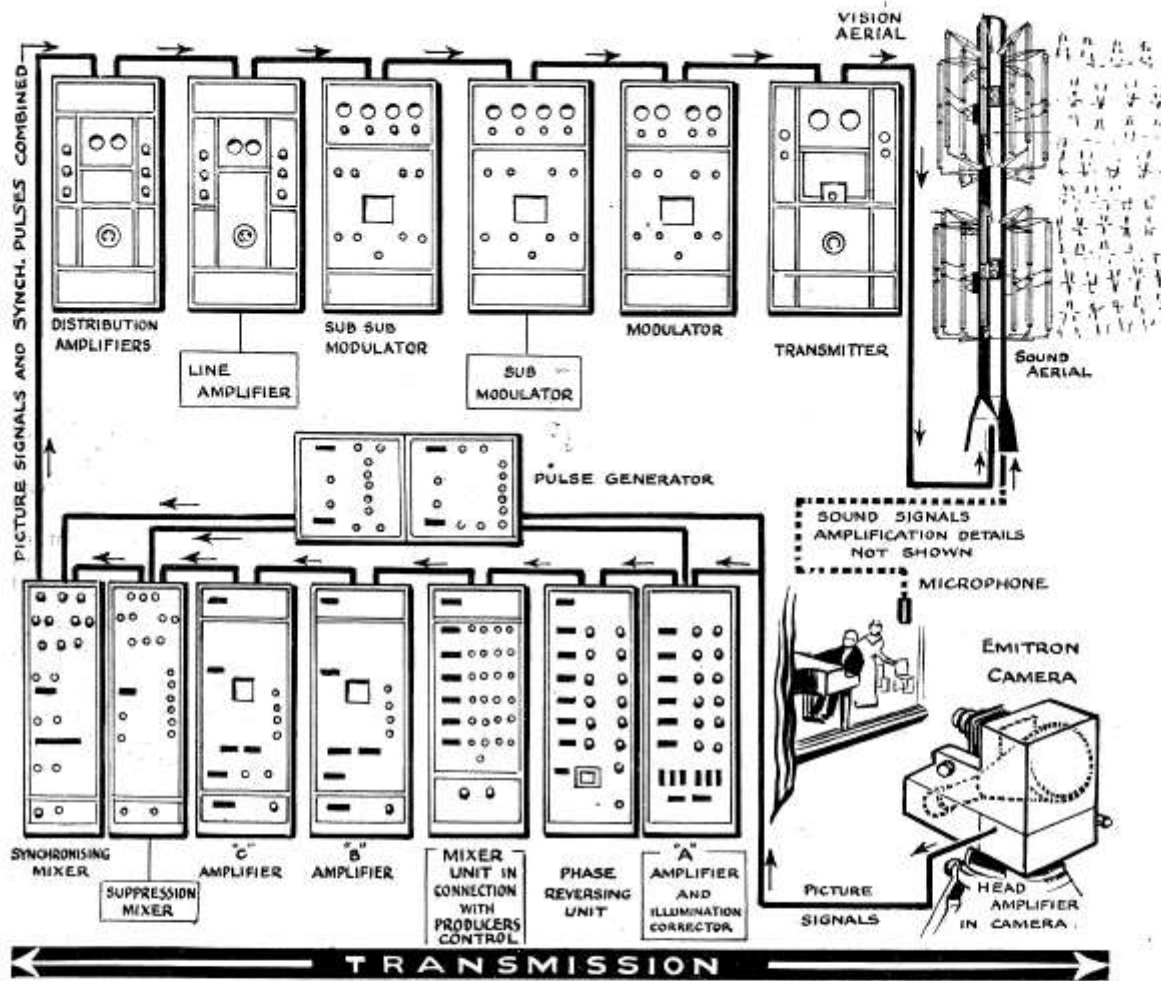 PICTURE SIGNALS AND SYNCH. PULSES COMBINED
VISION
AERIAL
DISTRIBUTION
AMPLIFIERS
LINE
AMPLIFIER
SUB SUB
MODULATOR
SUB
MODULATOR
MODULATOR
TRANSMITTER
SOUND
AERIAL
PULSE GENERATOR
SOUND SIGNALS
AMPLIFICATION DETAILS
NOT SHOWN
MICROPHONE
EMITRON
CAMERA
SYNCHRONISING
MIXER
SUPPRESSION
MIXER
"C"
AMPLIFIER
"B"
AMPLIFIER
MIXER
UNIT IN
CONNECTION
WITH
PRODUCERS
CONTROL
PHASE
REVERSING
UNIT
"A"
AMPLIFIER
AND
ILLUMINATION
CORRECTOR
PICTURE
SIGNALS
HEAD
AMPLIFIER
IN CAMERA
TRANSMISSION